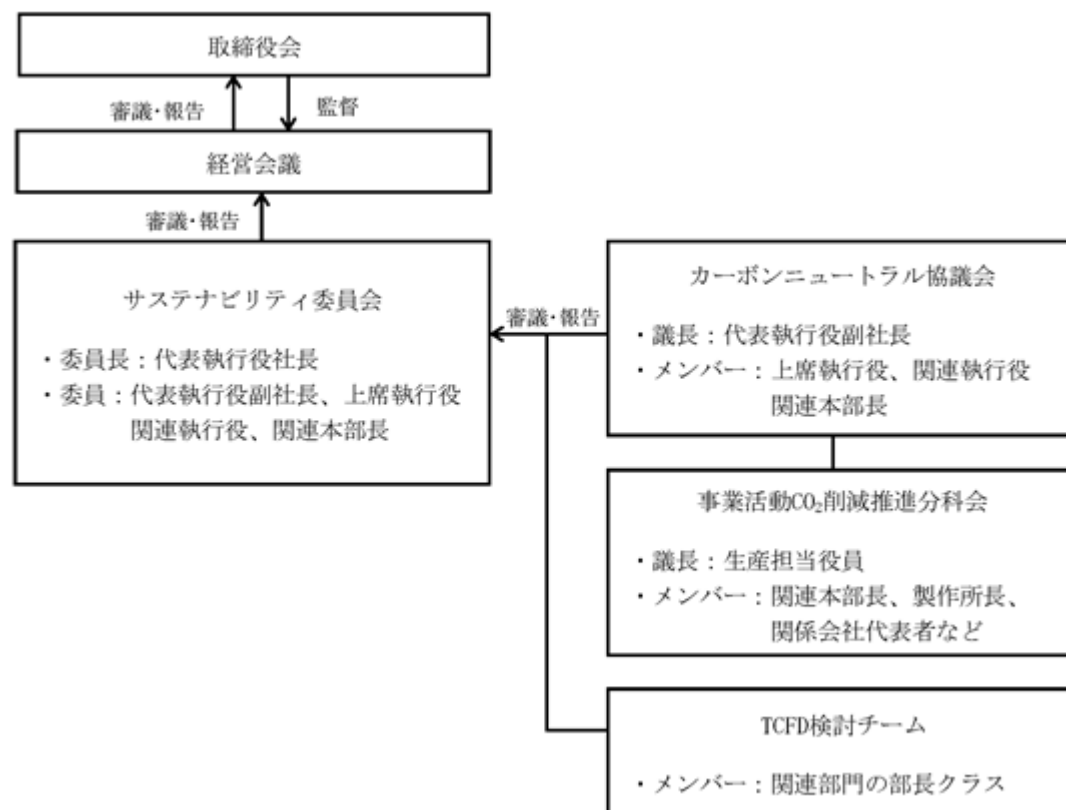 取締役会
審議・報告
監督
経営会議
審議・報告
サステナビリティ委員会
・委員長：代表執行役社長
・委員：代表執行役副社長、上席執行役
関連執行役、関連本部長
審議・報告
カーボンニュートラル協議会
・議長：代表執行役副社長
・メンバー：上席執行役、関連執行役
関連本部長
事業活動CO₂削減推進分科会
・議長：生産担当役員
・メンバー：関連本部長、製作所長、
関係会社代表者など
TCFD検討チーム
・メンバー：関連部門の部長クラス